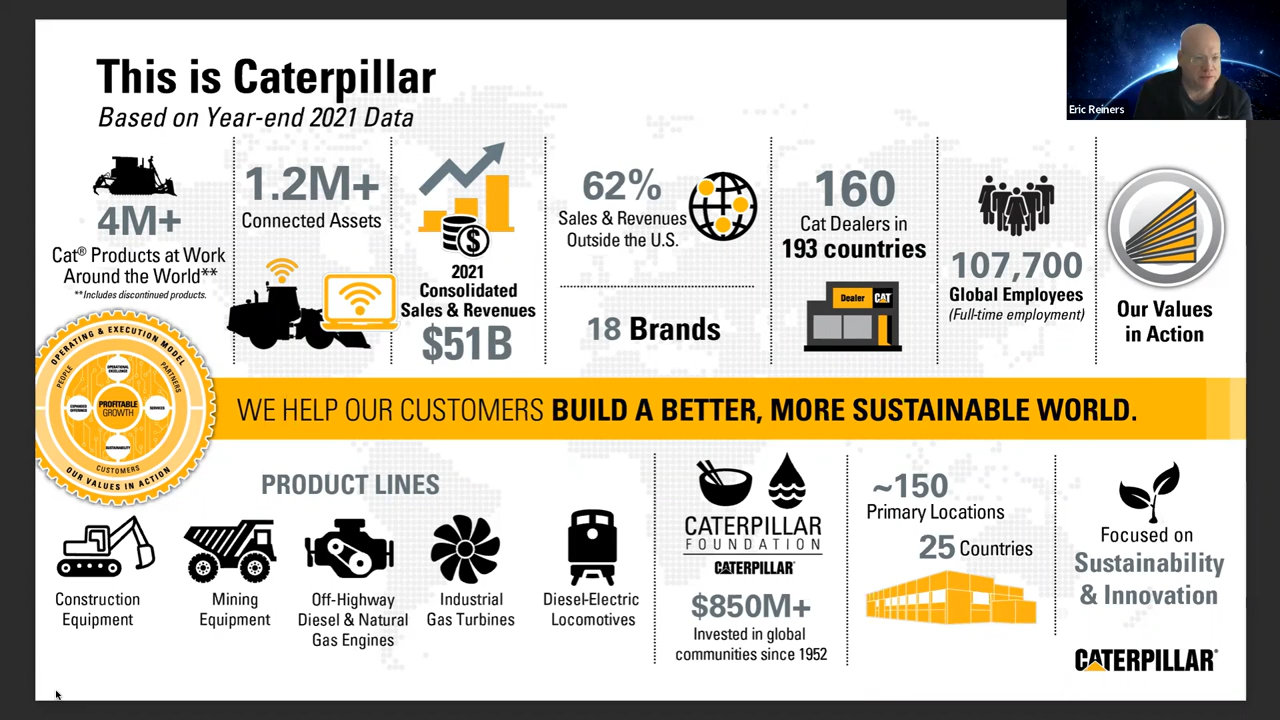 This is Caterpillar
Based on Year-end 2021 Data
Eric Reiners
4M+
Cat® Products at Work
Around the World**
**Includes discontinued products.
1.2M+
Connected Assets
2021
Consolidated
Sales & Revenues
$51B
62%
Sales & Revenues
Outside the U.S.
18 Brands
160
Cat Dealers in
193 countries
Dealer CAT
107,700
Global Employees
(Full-time employment)
Our Values
in Action
OPERATING & EXECUTION MODEL
PEOPLE
PARTNERS
OPERATIONAL
EXCELLENCE
EXPANDED
OFFERINGS
PROFITABLE
GROWTH
SERVICES
SUSTAINABILITY
CUSTOMERS
OUR VALUES IN ACTION
WE HELP OUR CUSTOMERS BUILD A BETTER, MORE SUSTAINABLE WORLD.
PRODUCT LINES
Construction
Equipment
Mining
Equipment
Off-Highway
Diesel & Natural
Gas Engines
Industrial
Gas Turbines
Diesel-Electric
Locomotives
CATERPILLAR
FOUNDATION
CATERPILLAR®
$850M+
Invested in global
communities since 1952
~150
Primary Locations
25 Countries
Focused on
Sustainability
& Innovation
CATERPILLAR®